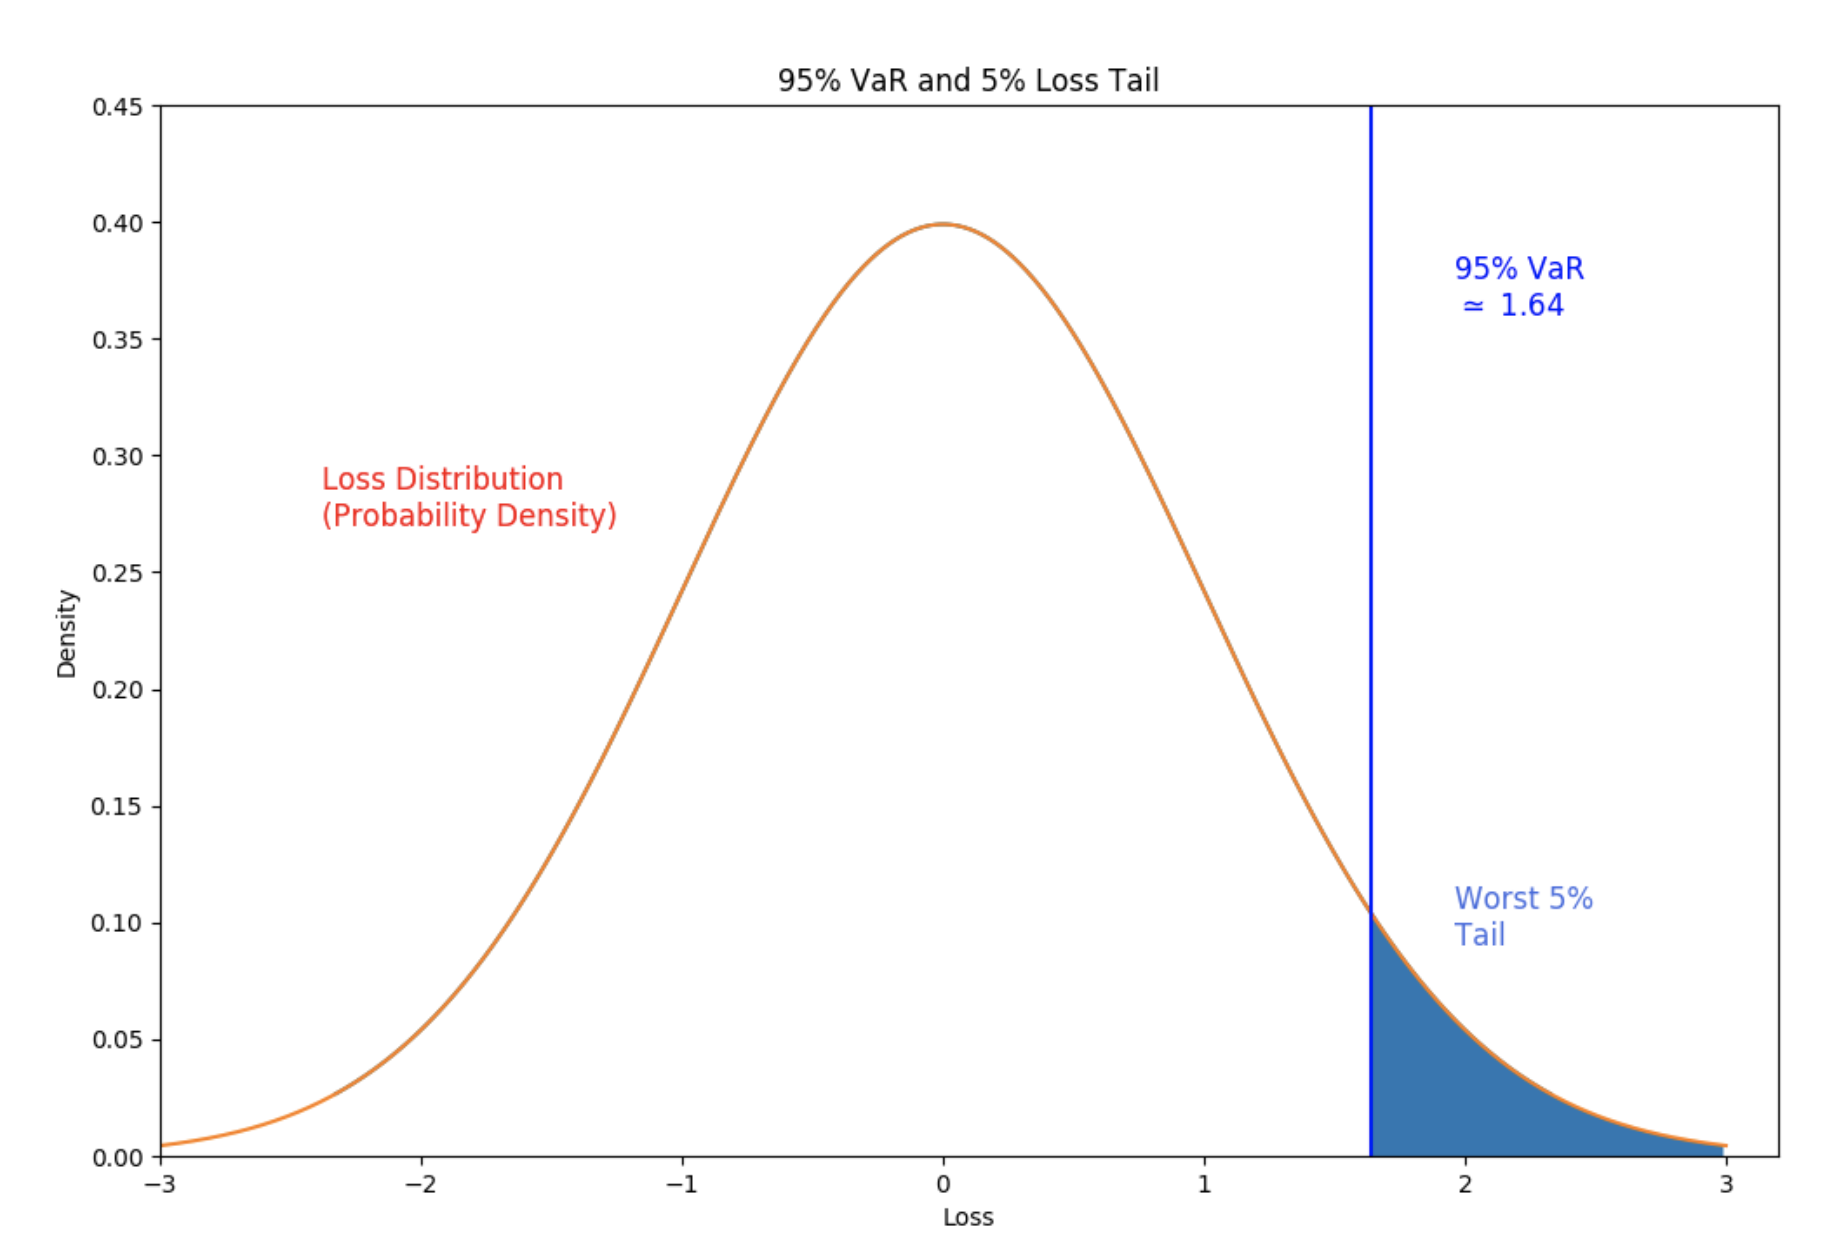 95% VaR and 5% Loss Tail
0.45
0.40
0.35
0.30
0.25
0.20
0.15
0.10
0.05
0.00
Density
Loss Distribution
(Probability Density)
95% VaR
≃ 1.64
Worst 5%
Tail
−3 −2 −1 0 1 2 3
Loss